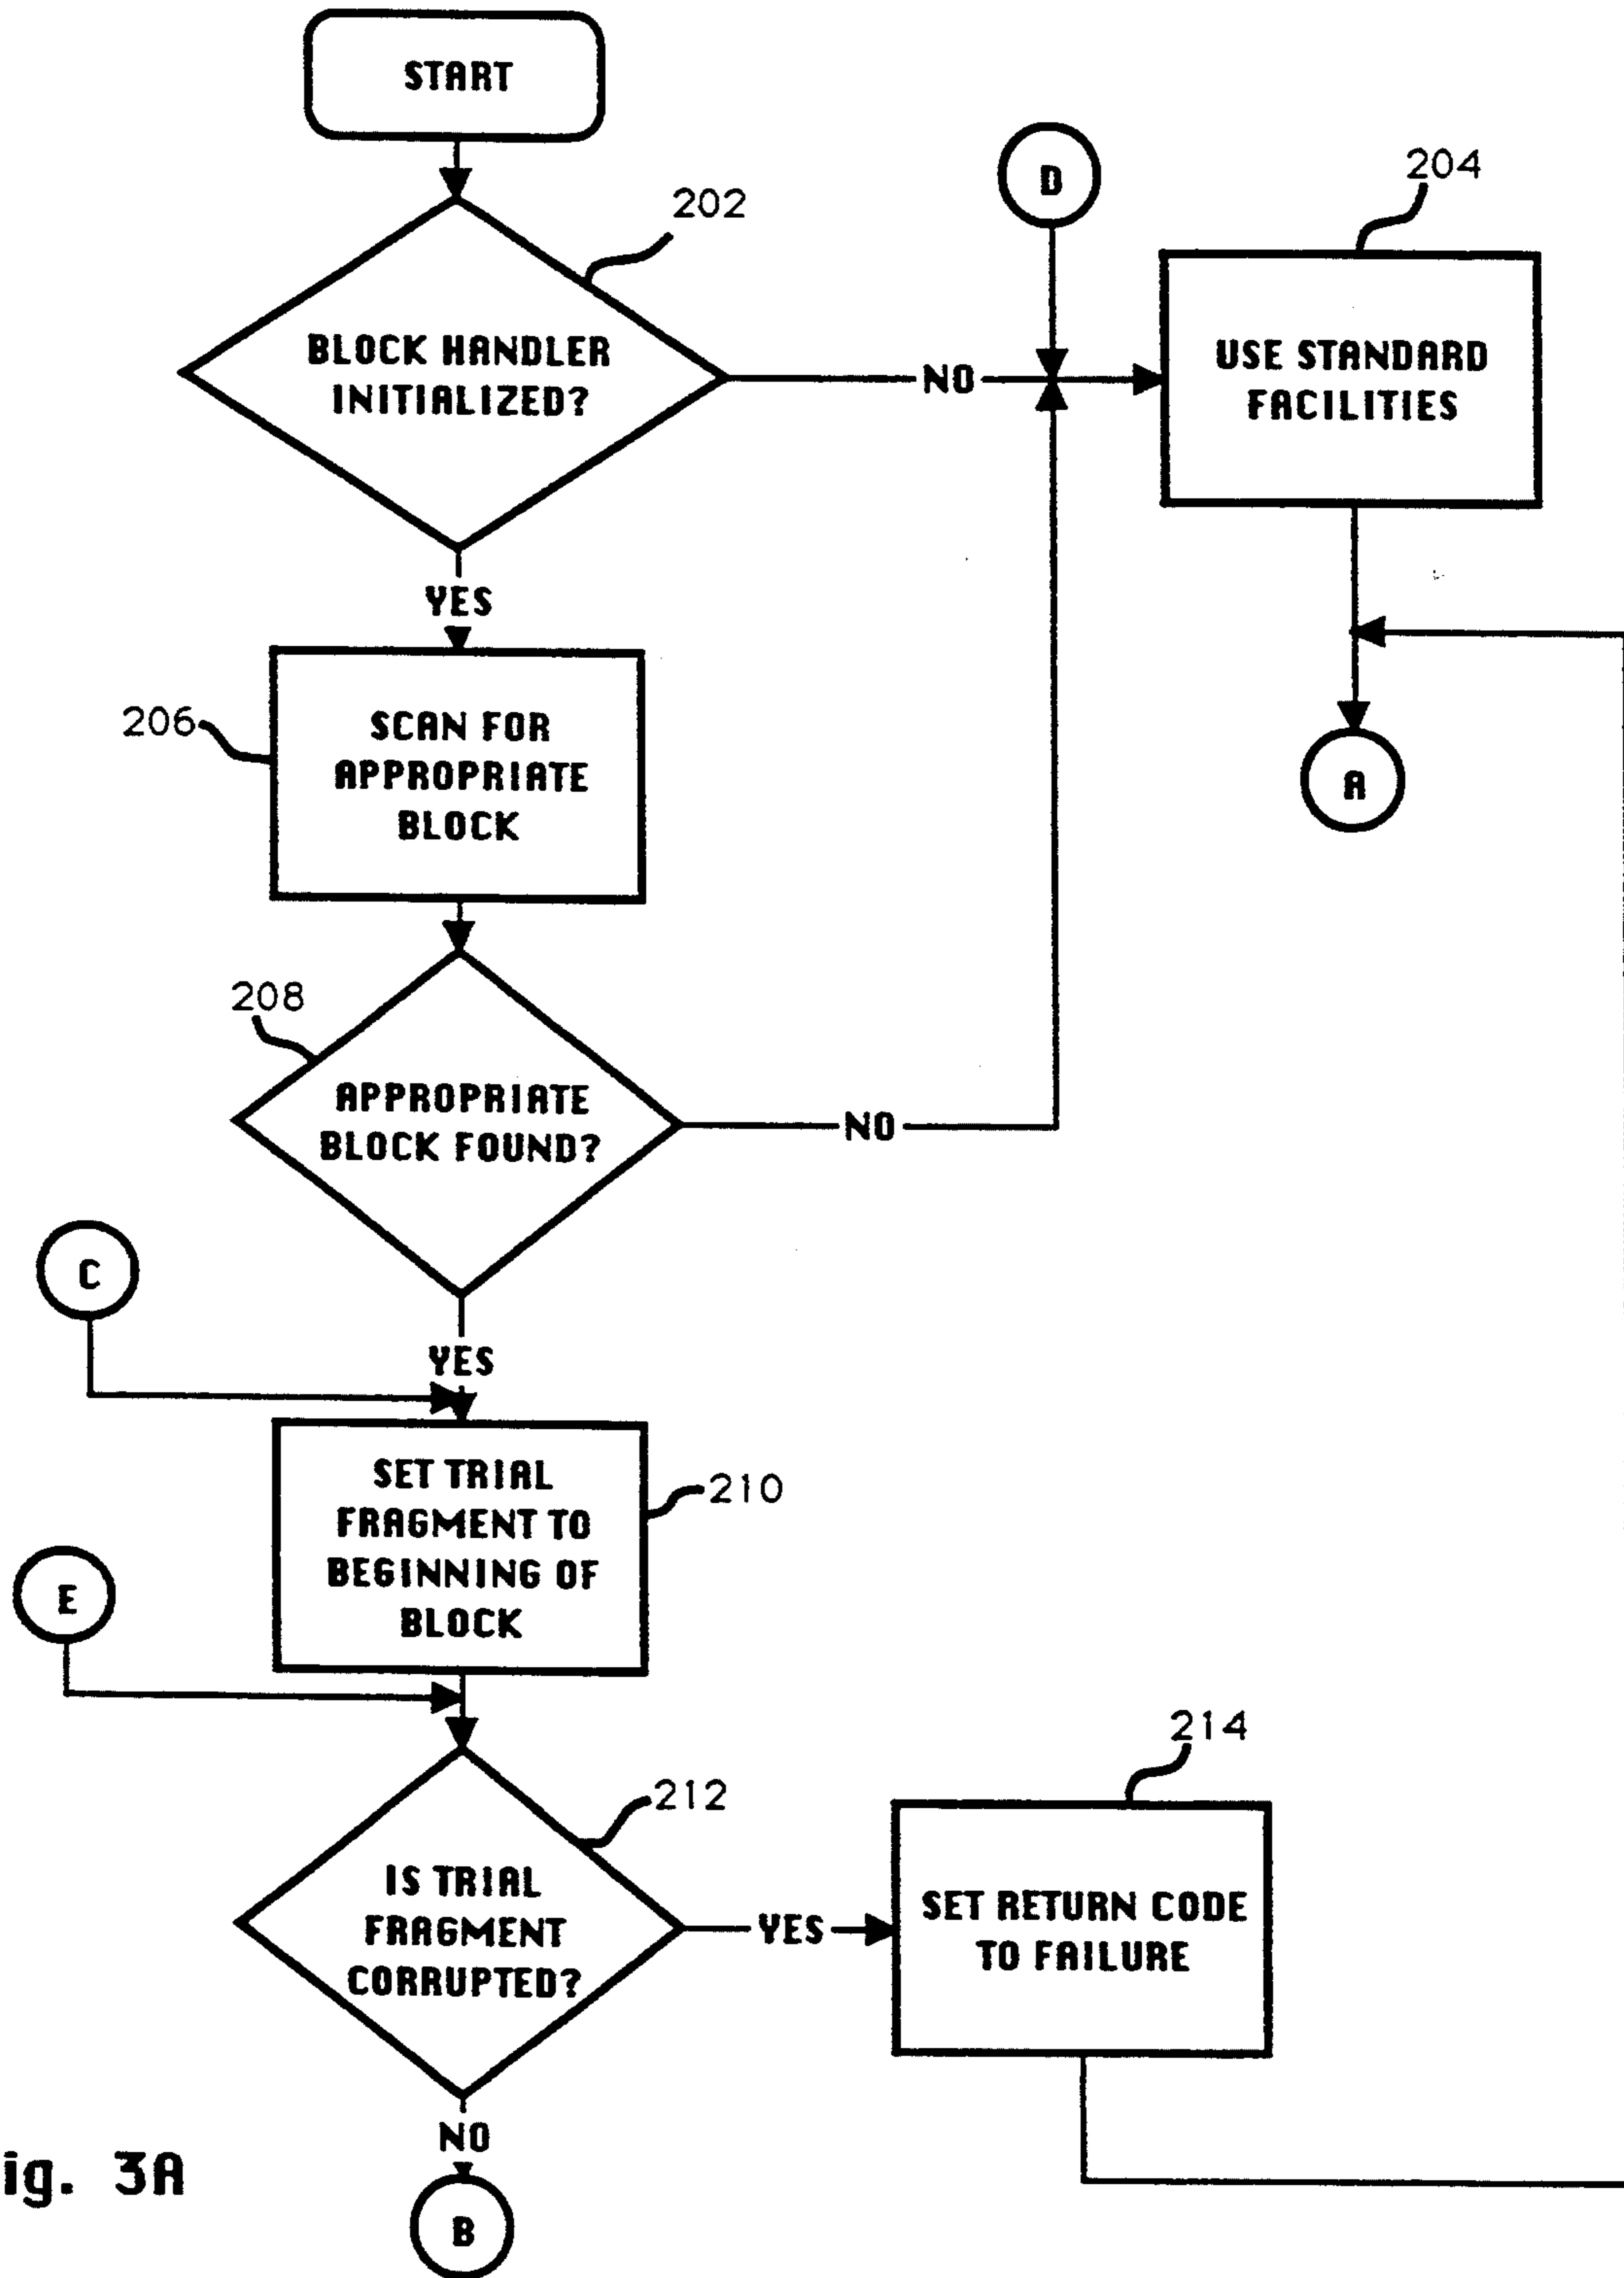 START
202
D
204
BLOCK HANDLER
INITIALIZED?
NO
USE STANDARD
FACILITIES
YES
206
SCAN FOR
APPROPRIATE
BLOCK
A
208
APPROPRIATE
BLOCK FOUND?
NO
C
YES
SET TRIAL
FRAGMENT TO
BEGINNING OF
BLOCK
210
E
212
214
IS TRIAL
FRAGMENT
CORRUPTED?
YES
SET RETURN CODE
TO FAILURE
NO
ig. 3A
B